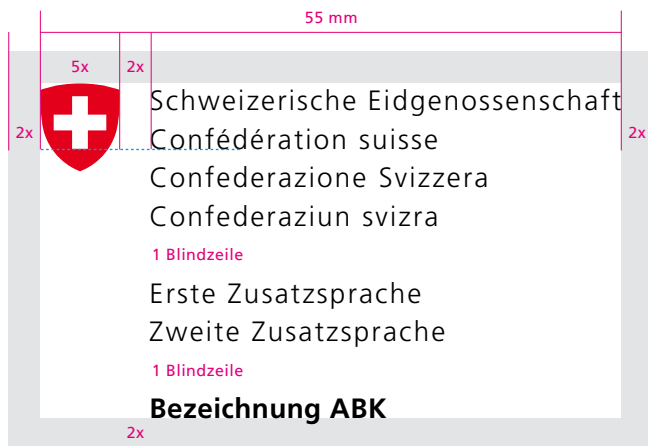 55 mm
5x 2x
2x
2x
Schweizerische Eidgenossenschaft
Confédération suisse
Confederazione Svizzera
Confederaziun svizra
1 Blindzeile
Erste Zusatzsprache
Zweite Zusatzsprache
1 Blindzeile
Bezeichnung ABK
2x